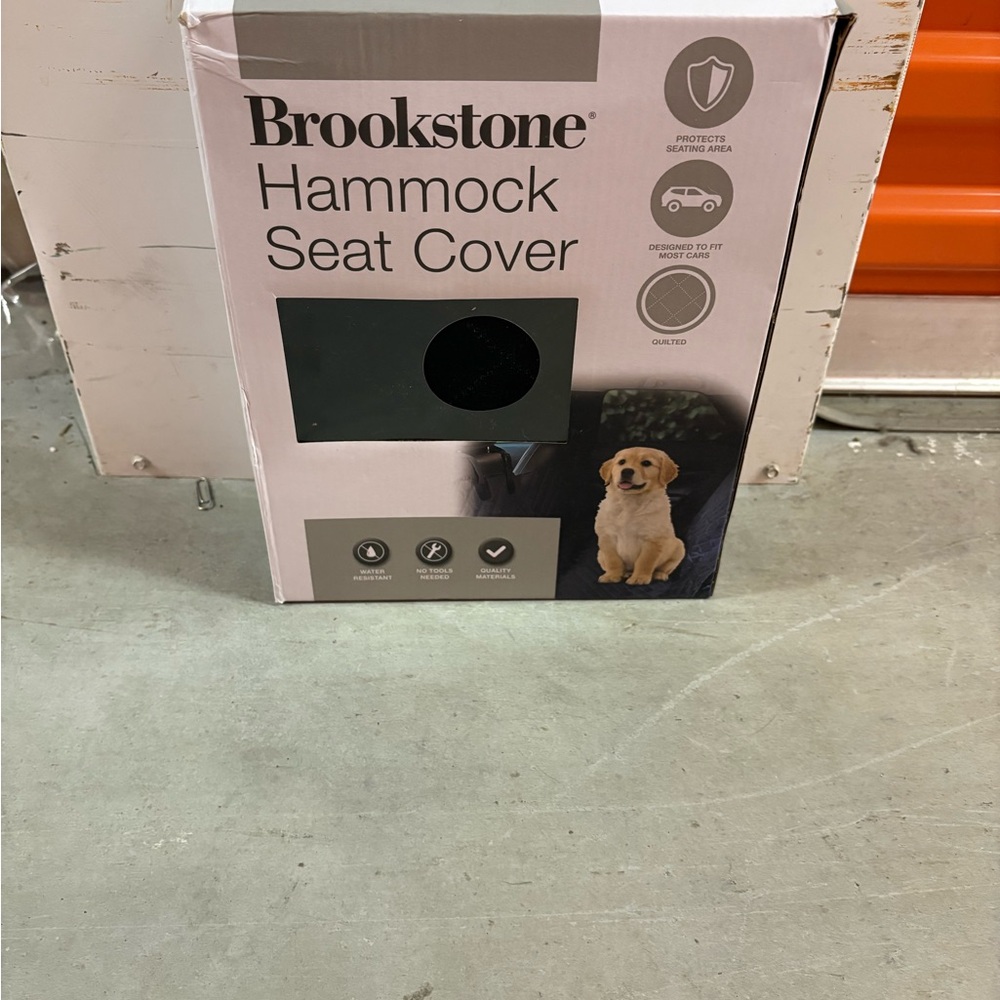 Brookstone®
Hammock
Seat Cover
PROTECTS
SEATING AREA
DESIGNED TO FIT
MOST CARS
QUILTED
WATER
RESISTANT
NO TOOLS
NEEDED
QUALITY
MATERIALS